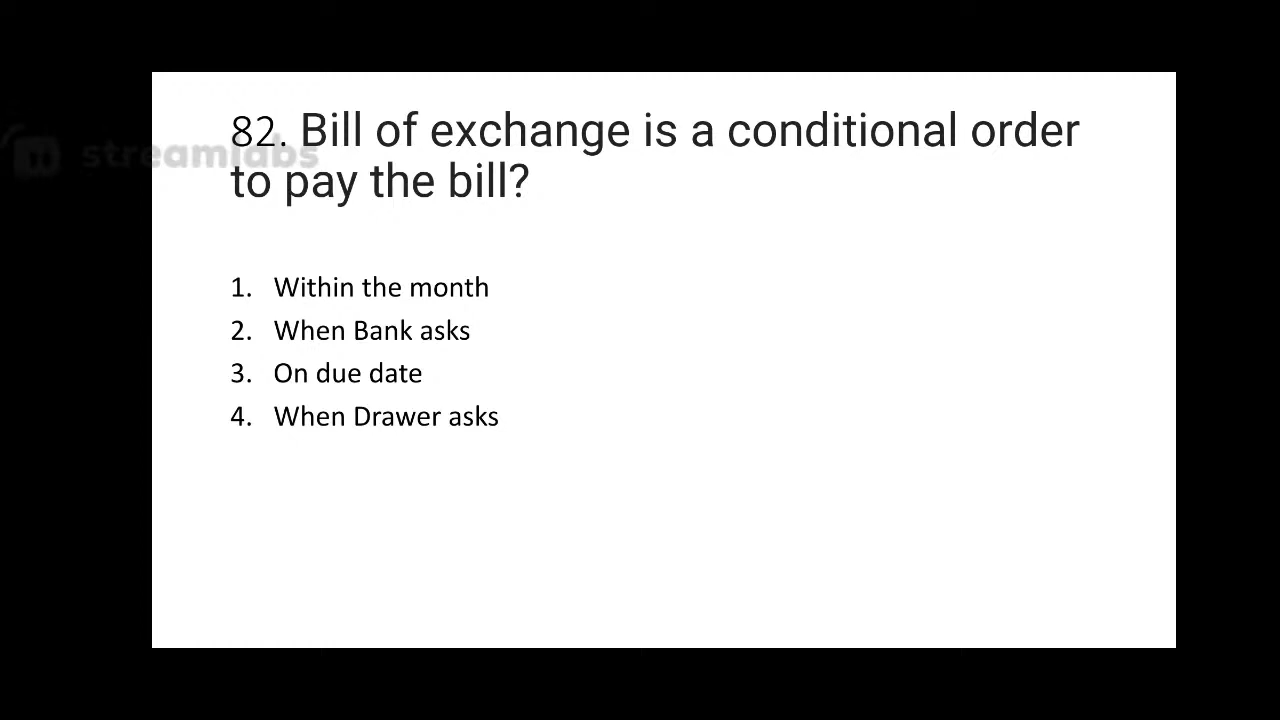 82. Bill of exchange is a conditional order
streamlabs
to pay the bill?
1. Within the month
2. When Bank asks
3. On due date
4. When Drawer asks